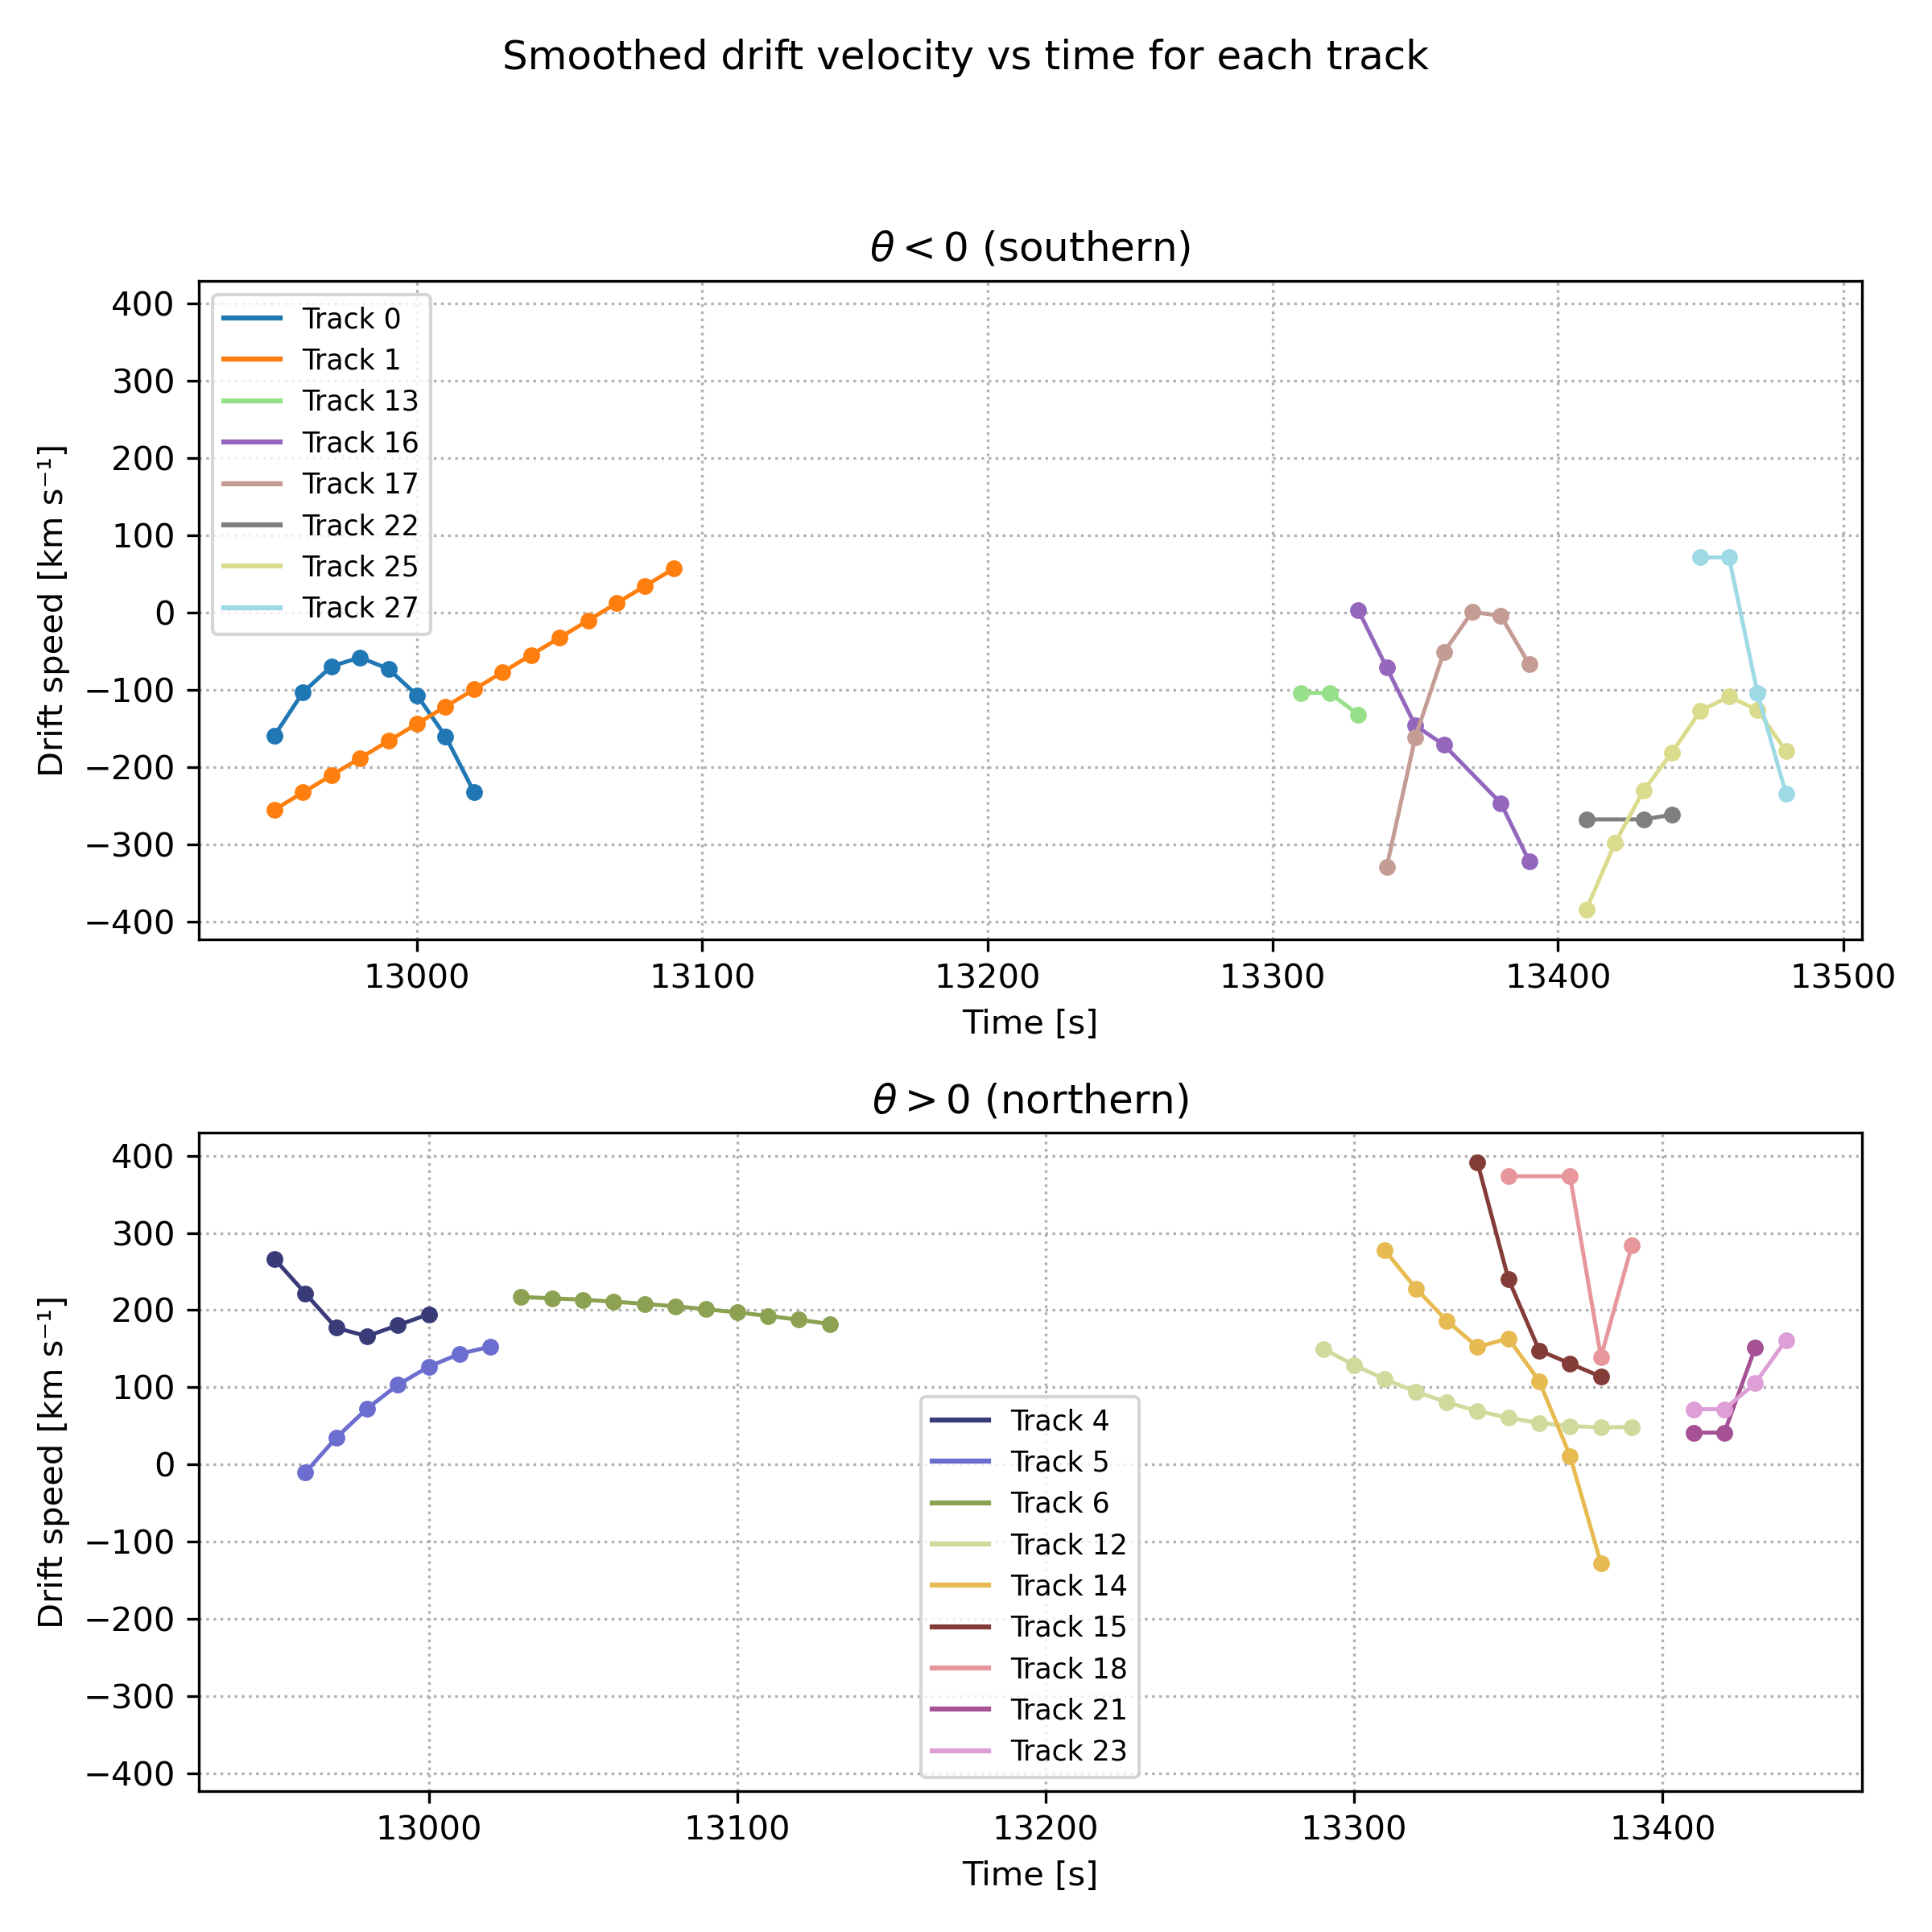 Smoothed drift velocity vs time for each track
θ < 0 (southern)
Drift speed [km s⁻¹]
400
300
200
100
0
−100
−200
−300
−400
Track 0
Track 1
Track 13
Track 16
Track 17
Track 22
Track 25
Track 27
13000 13100 13200 13300 13400 13500
Time [s]
θ > 0 (northern)
Drift speed [km s⁻¹]
400
300
200
100
0
−100
−200
−300
−400
Track 4
Track 5
Track 6
Track 12
Track 14
Track 15
Track 18
Track 21
Track 23
13000 13100 13200 13300 13400
Time [s]